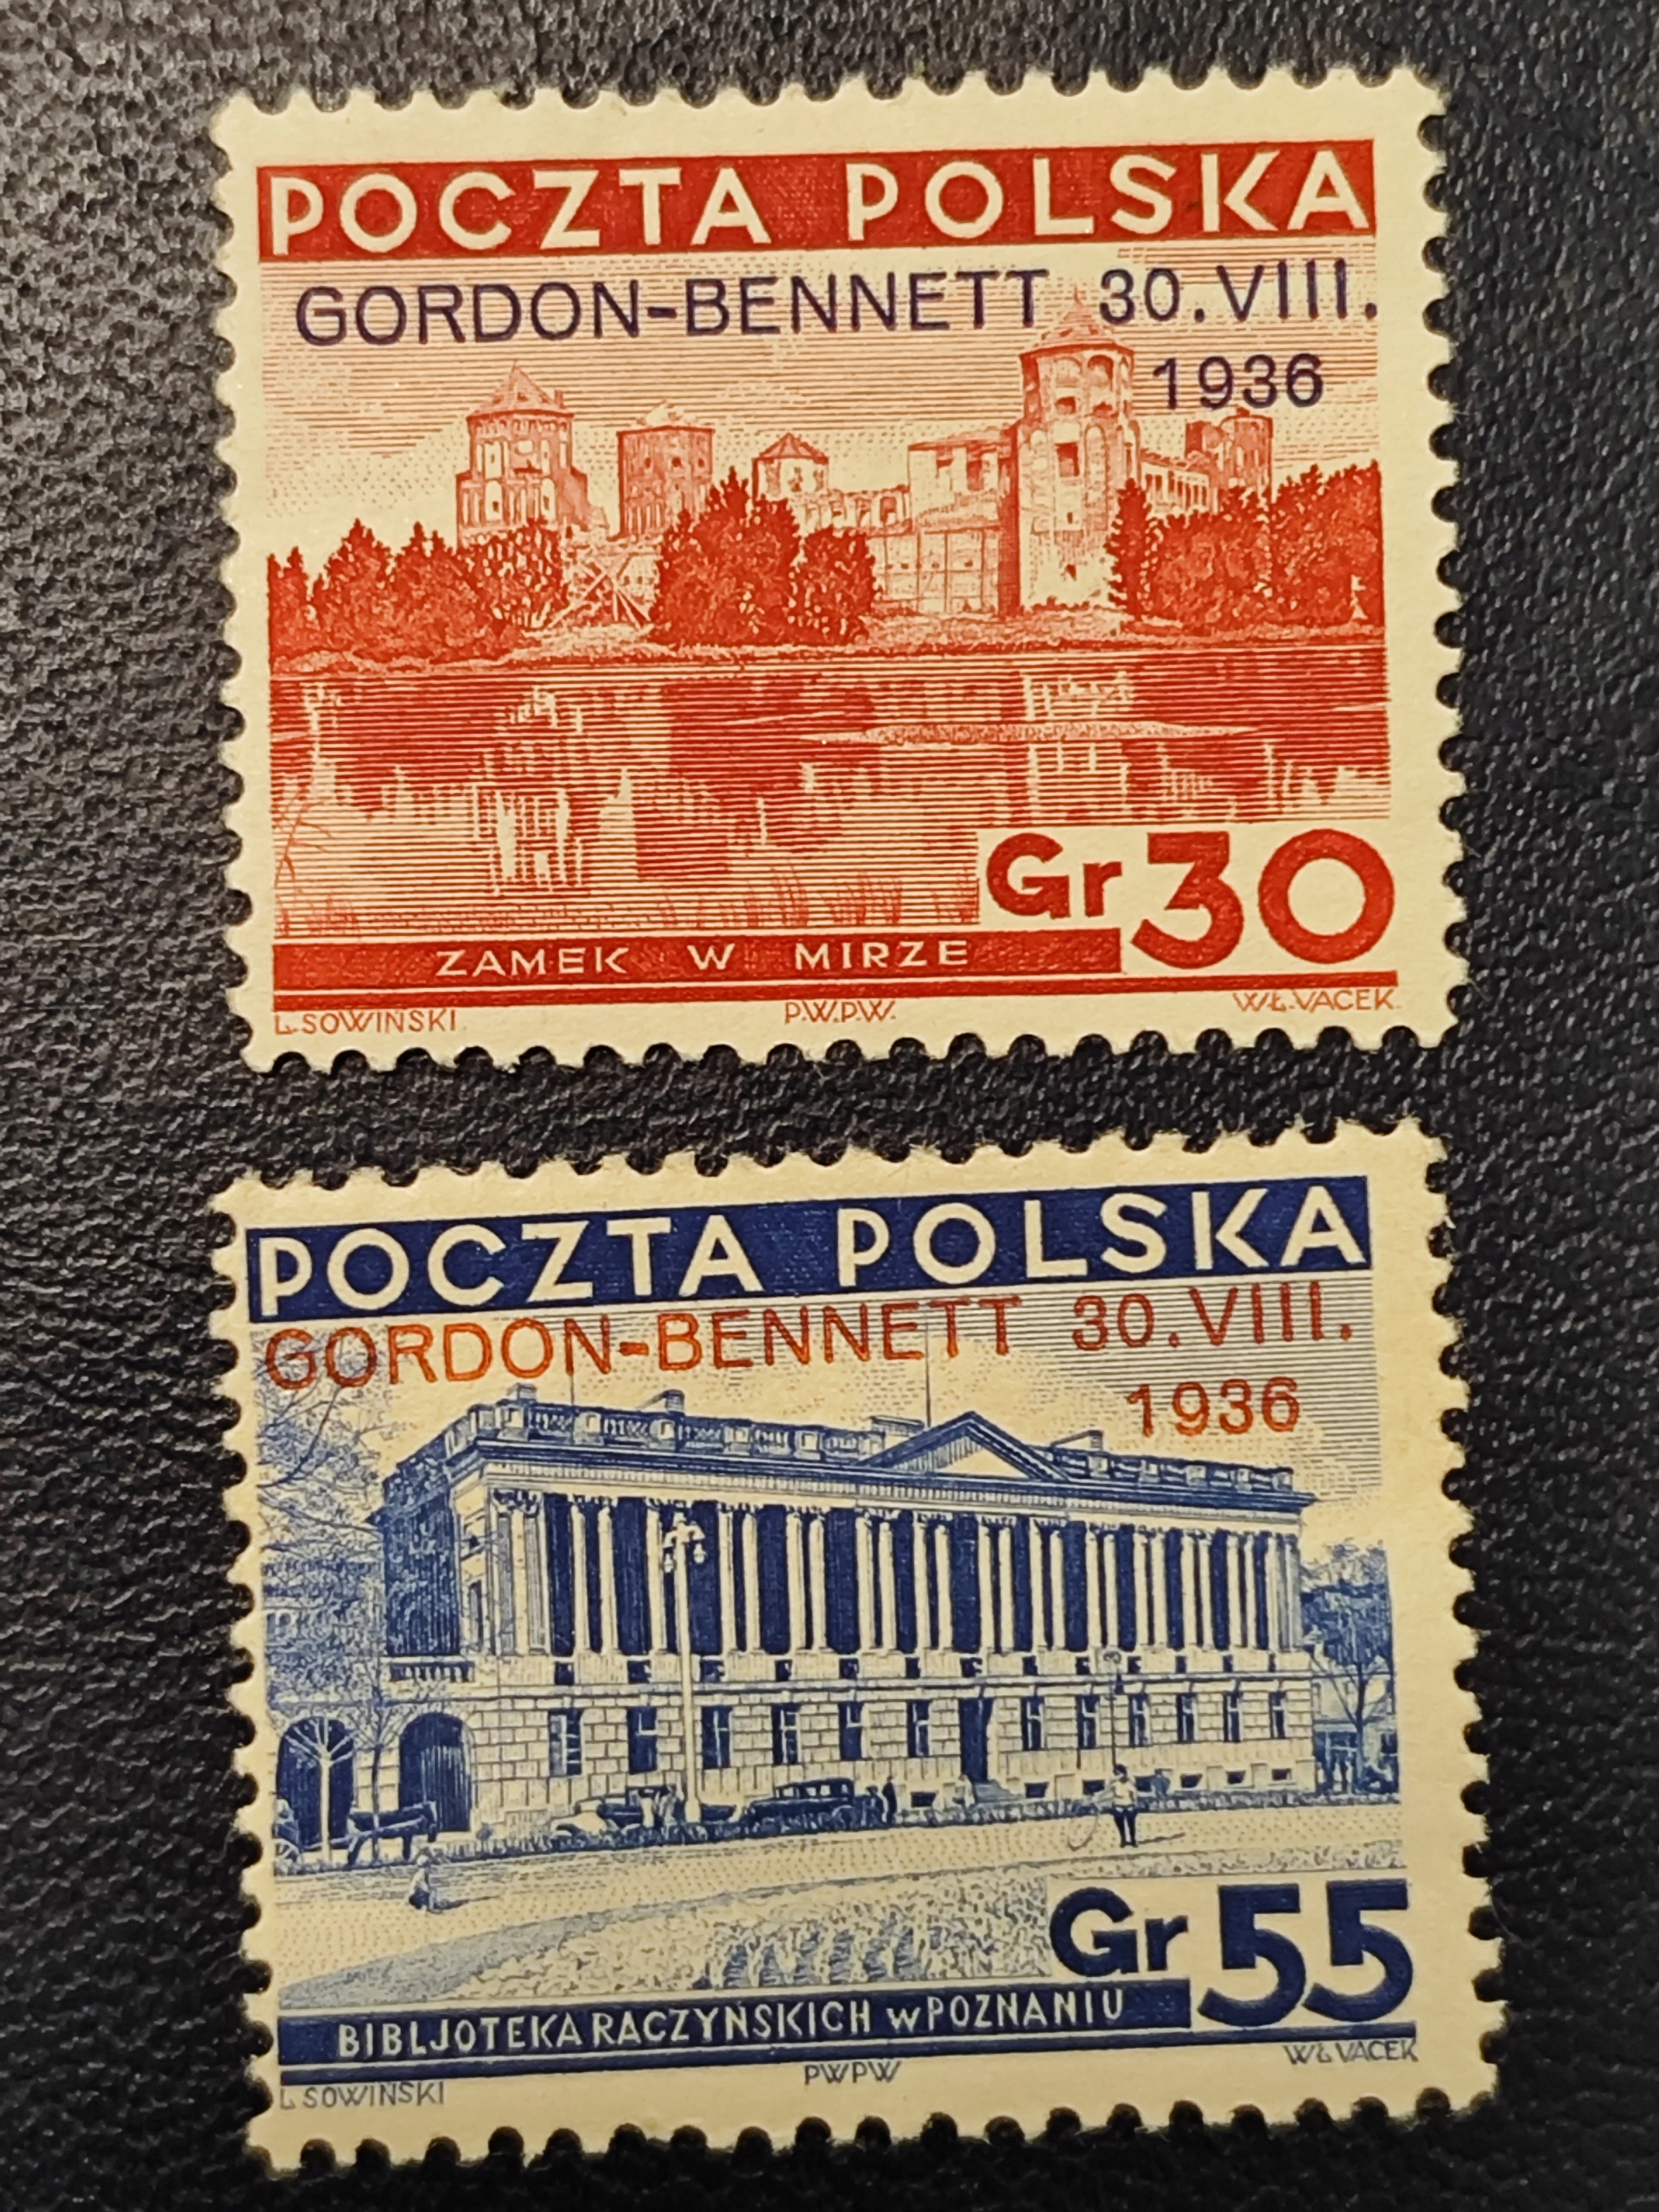 POCZTA POLSKA
GORDON-BENNETT 30.VIII.
1936
Gr 30
ZAMEK W MIRZE
L.SOWIŃSKI P.W.P.W. WŁ.VACEK.
POCZTA POLSKA
GORDON-BENNETT 30.VIII.
1936
Gr 55
BIBLJOTEKA RACZYŃSKICH w POZNANIU
L SOWIŃSKI PWPW WŁ VACEK